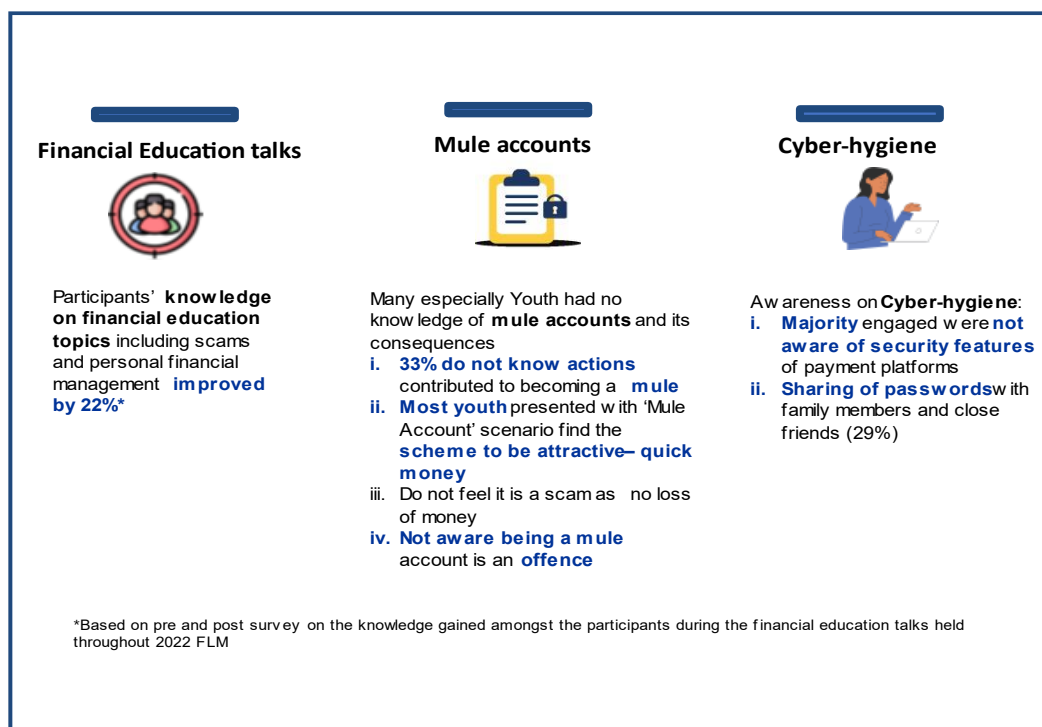 Financial Education talks
Participants' knowledge
on financial education
topics including scams
and personal financial
management improved
by 22%*
Mule accounts
Many especially Youth had no
knowledge of mule accounts and its
consequences
i. 33% do not know actions
contributed to becoming a mule
ii. Most youth presented with 'Mule
Account' scenario find the
scheme to be attractive– quick
money
iii. Do not feel it is a scam as no loss
of money
iv. Not aware being a mule
account is an offence
Cyber-hygiene
Awareness on Cyber-hygiene:
i. Majority engaged were not
aware of security features
of payment platforms
ii. Sharing of passwords with
family members and close
friends (29%)
*Based on pre and post survey on the knowledge gained amongst the participants during the financial education talks held
throughout 2022 FLM